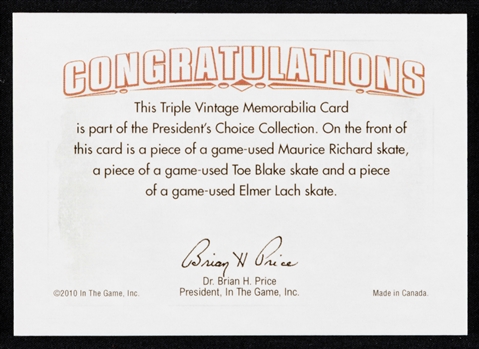 CONGRATULATIONS
This Triple Vintage Memorabilia Card
is part of the President's Choice Collection. On the front of
this card is a piece of a game-used Maurice Richard skate,
a piece of a game-used Toe Blake skate and a piece
of a game-used Elmer Lach skate.
Brian H Price
Dr. Brian H. Price
President, In The Game, Inc.
©2010 In The Game, Inc.
Made in Canada.